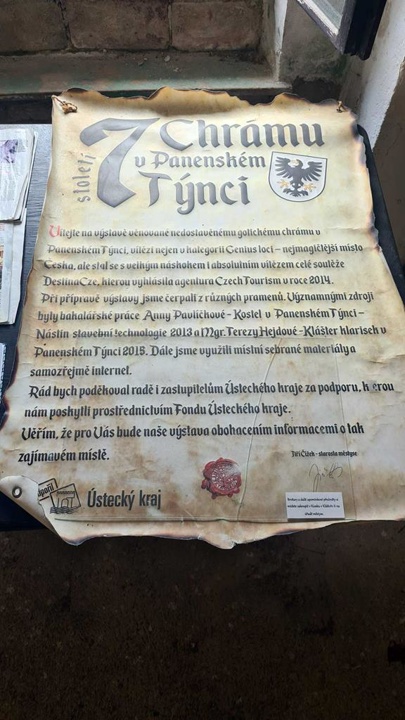 7 století Chrámu
v Panenském
Týnci
Vítejte na výstavě věnované nedostavěnému gotickému chrámu v
Panenském Týnci, vítězi nejen v kategorii Genius loci – nejmagičtější místo
Česka, ale stal se s velkým náskokem i absolutním vítězem celé soutěže
DestinaCze, kterou vyhlásila agentura CzechTourism v roce 2014.
Při přípravě výstavy jsme čerpali z různých pramenů. Významnými zdroji
byly bakalářské práce Anny Pavlíčkové - Kostel v Panenském Týnci -
Nástin stavební technologie 2013 a Mgr. Terezy Hejdové - Klášter klarisek v
Panenském Týnci 2015. Dále jsme využili místní sebrané materiály a
samozřejmě internet.
Rád bych poděkoval radě i zastupitelům Ústeckého kraje za podporu, kterou
nám poskytli prostřednictvím Fondu Ústeckého kraje.
Věřím, že pro Vás bude naše výstava obohacením informacemi o tak
zajímavém místě.
Jiří Čížek - starosta městyse
Ústecký kraj